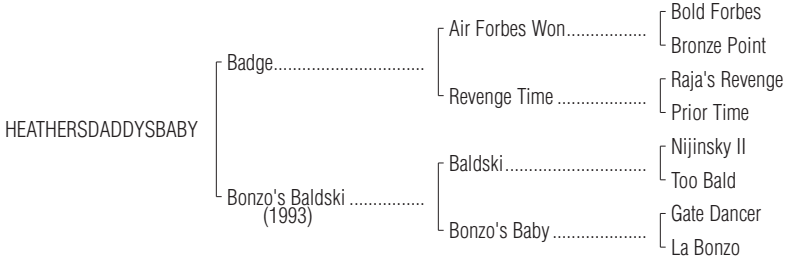 Bold Forbes
Air Forbes Won..................
Bronze Point
Badge..................................
Raja's Revenge
Revenge Time ....................
Prior Time
HEATHERSDADDYSBABY
Nijinsky II
Baldski................................
Too Bald
Bonzo's Baldski .................
(1993)
Gate Dancer
Bonzo's Baby .....................
La Bonzo